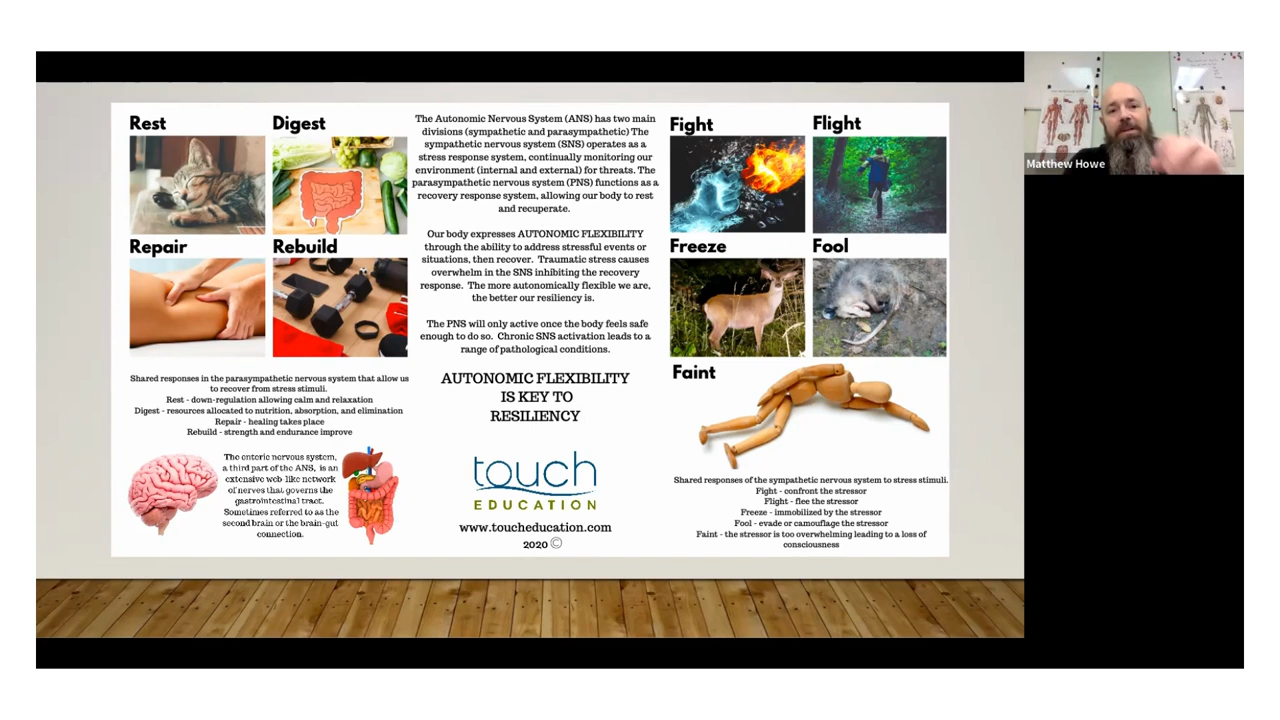 Rest
Digest
Repair
Rebuild
Shared responses in the parasympathetic nervous system that allow us
to recover from stress stimuli.
Rest - down-regulation allowing calm and relaxation
Digest - resources allocated to nutrition, absorption, and elimination
Repair - healing takes place
Rebuild - strength and endurance improve
The enteric nervous system,
a third part of the ANS, is an
extensive web-like network
of nerves that governs the
gastrointestinal tract.
Sometimes referred to as the
second brain or the brain-gut
connection.
The Autonomic Nervous System (ANS) has two main
divisions (sympathetic and parasympathetic) The
sympathetic nervous system (SNS) operates as a
stress response system, continually monitoring our
environment (internal and external) for threats. The
parasympathetic nervous system (PNS) functions as a
recovery response system, allowing our body to rest
and recuperate.
Our body expresses AUTONOMIC FLEXIBILITY
through the ability to address stressful events or
situations, then recover. Traumatic stress causes
overwhelm in the SNS inhibiting the recovery
response. The more autonomically flexible we are,
the better our resiliency is.
The PNS will only active once the body feels safe
enough to do so. Chronic SNS activation leads to a
range of pathological conditions.
AUTONOMIC FLEXIBILITY
IS KEY TO
RESILIENCY
touch
EDUCATION
www.toucheducation.com
2020 ©
Fight
Flight
Freeze
Fool
Faint
Shared responses of the sympathetic nervous system to stress stimuli.
Fight - confront the stressor
Flight - flee the stressor
Freeze - immobilized by the stressor
Fool - evade or camouflage the stressor
Faint - the stressor is too overwhelming leading to a loss of
consciousness
Matthew Howe